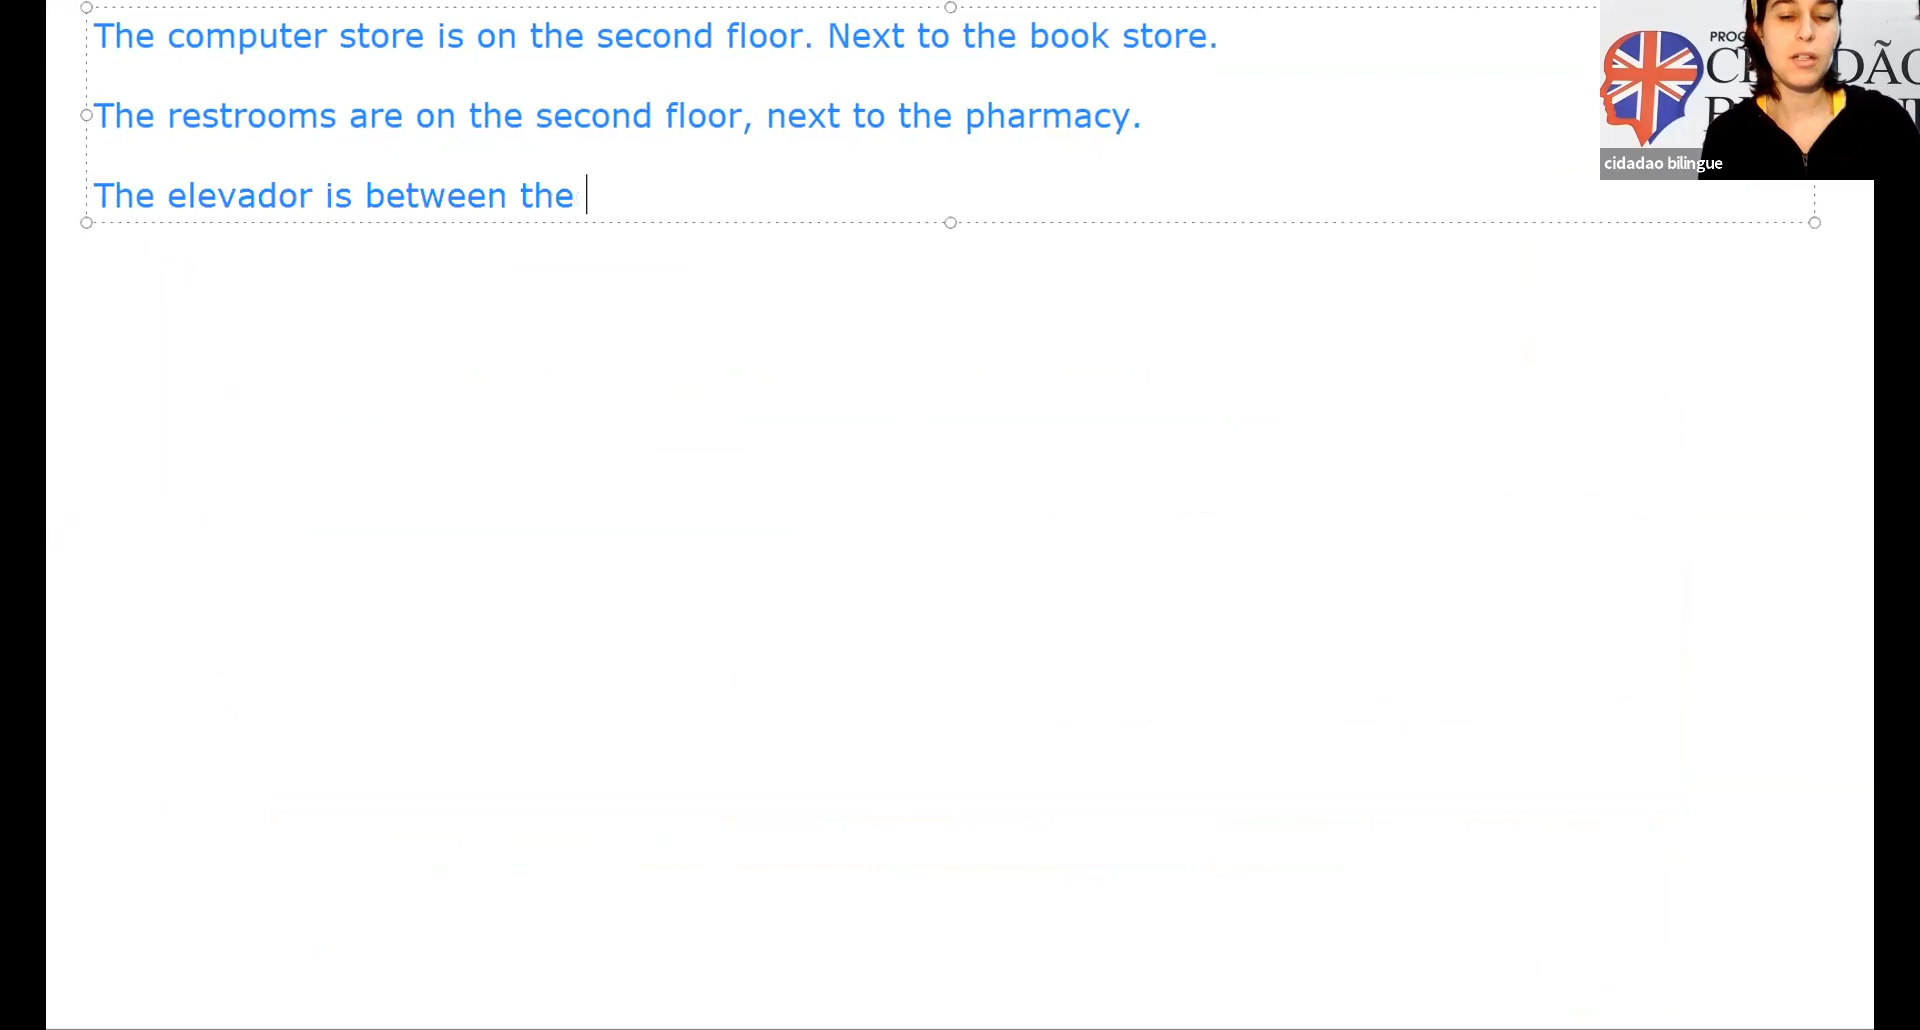 The computer store is on the second floor. Next to the book store.
The restrooms are on the second floor, next to the pharmacy.
The elevador is between the
cidadao bilingue